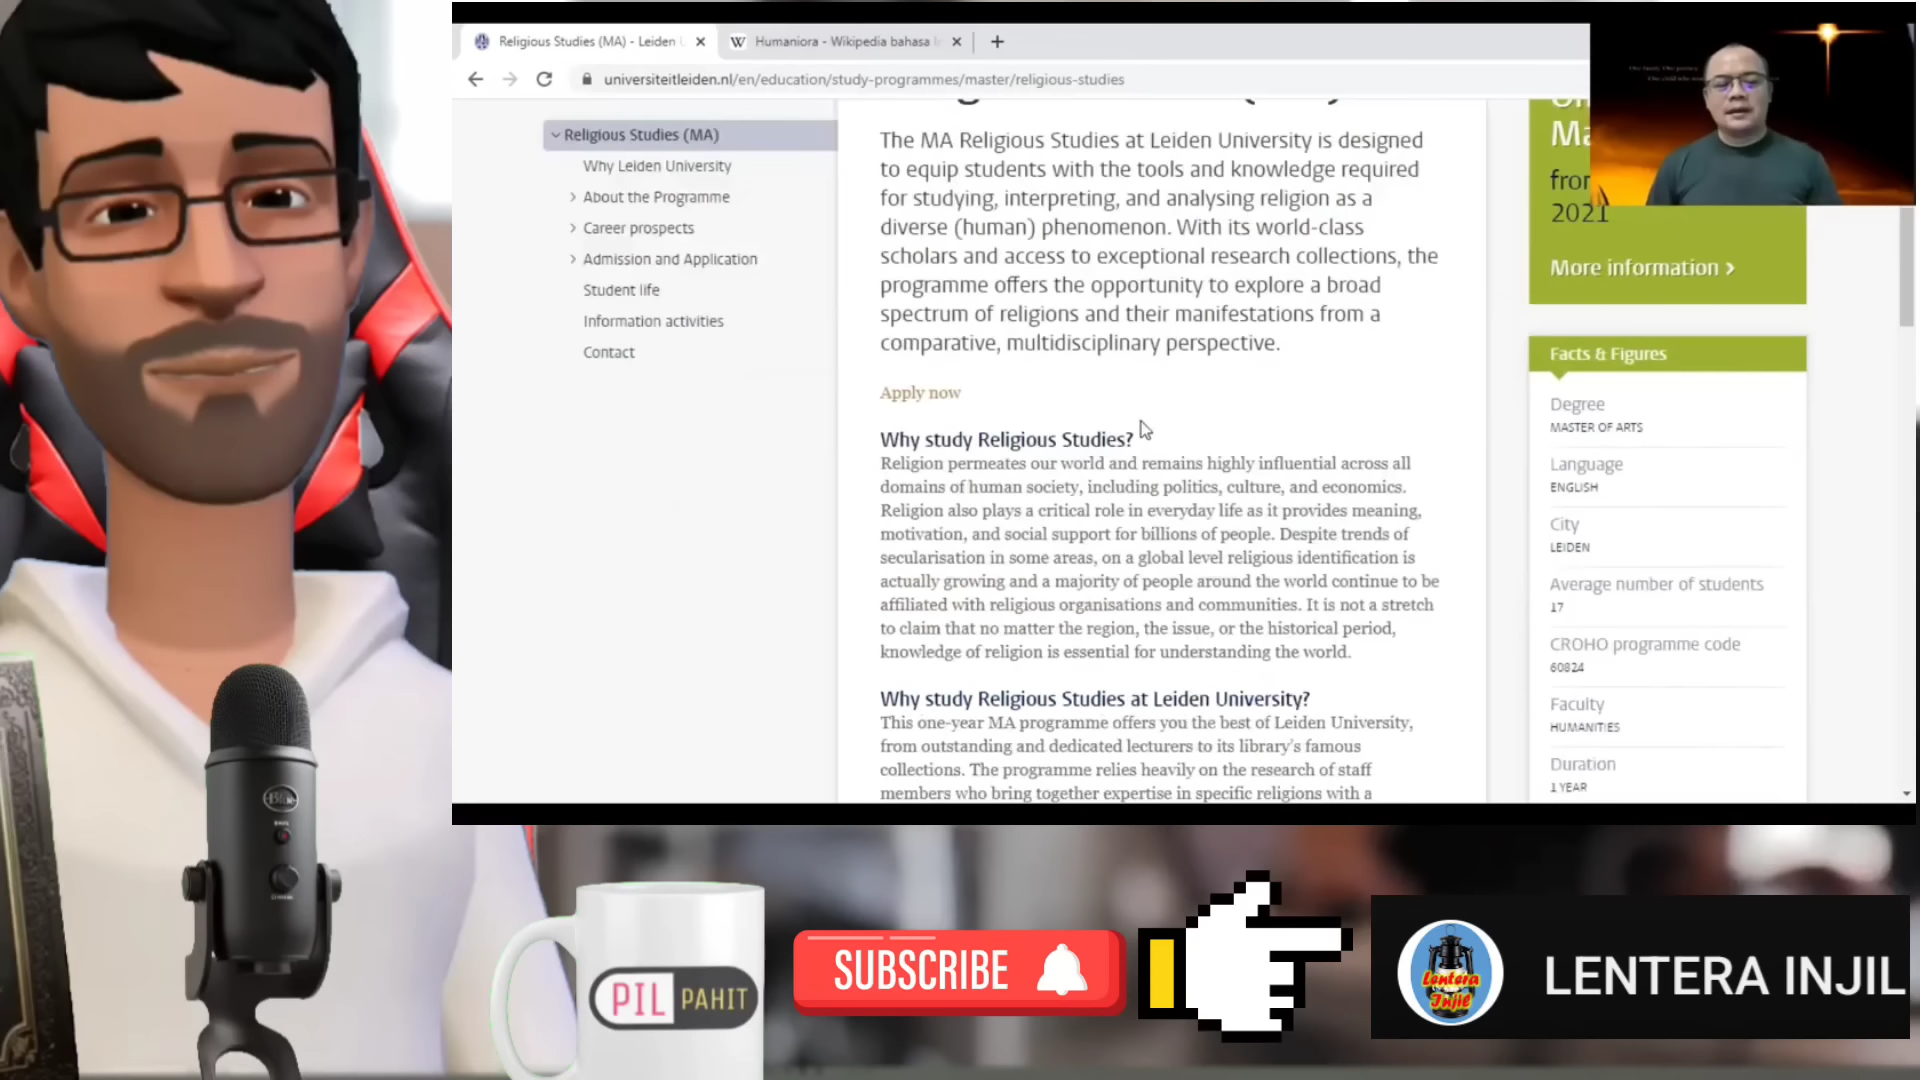 Religious Studies (MA) - Leiden
Humaniora - Wikipedia bahasa
universiteitleiden.nl/en/education/study-programmes/master/religious-studies
Religious Studies (MA)
Why Leiden University
About the Programme
Career prospects
Admission and Application
Student life
Information activities
Contact
The MA Religious Studies at Leiden University is designed
to equip students with the tools and knowledge required
for studying, interpreting, and analysing religion as a
diverse (human) phenomenon. With its world-class
scholars and access to exceptional research collections, the
programme offers the opportunity to explore a broad
spectrum of religions and their manifestations from a
comparative, multidisciplinary perspective.
Apply now
Why study Religious Studies?
Religion permeates our world and remains highly influential across all
domains of human society, including politics, culture, and economics.
Religion also plays a critical role in everyday life as it provides meaning,
motivation, and social support for billions of people. Despite trends of
secularisation in some areas, on a global level religious identification is
actually growing and a majority of people around the world continue to be
affiliated with religious organisations and communities. It is not a stretch
to claim that no matter the region, the issue, or the historical period,
knowledge of religion is essential for understanding the world.
Why study Religious Studies at Leiden University?
This one-year MA programme offers you the best of Leiden University,
from outstanding and dedicated lecturers to its library's famous
collections. The programme relies heavily on the research of staff
members who bring together expertise in specific religions with a
2021
More information >
Facts & Figures
Degree
MASTER OF ARTS
Language
ENGLISH
City
LEIDEN
Average number of students
17
CROHO programme code
60824
Faculty
HUMANITIES
Duration
1 YEAR
Blue
PIL PAHIT
SUBSCRIBE
Lentera
Injil
LENTERA INJIL